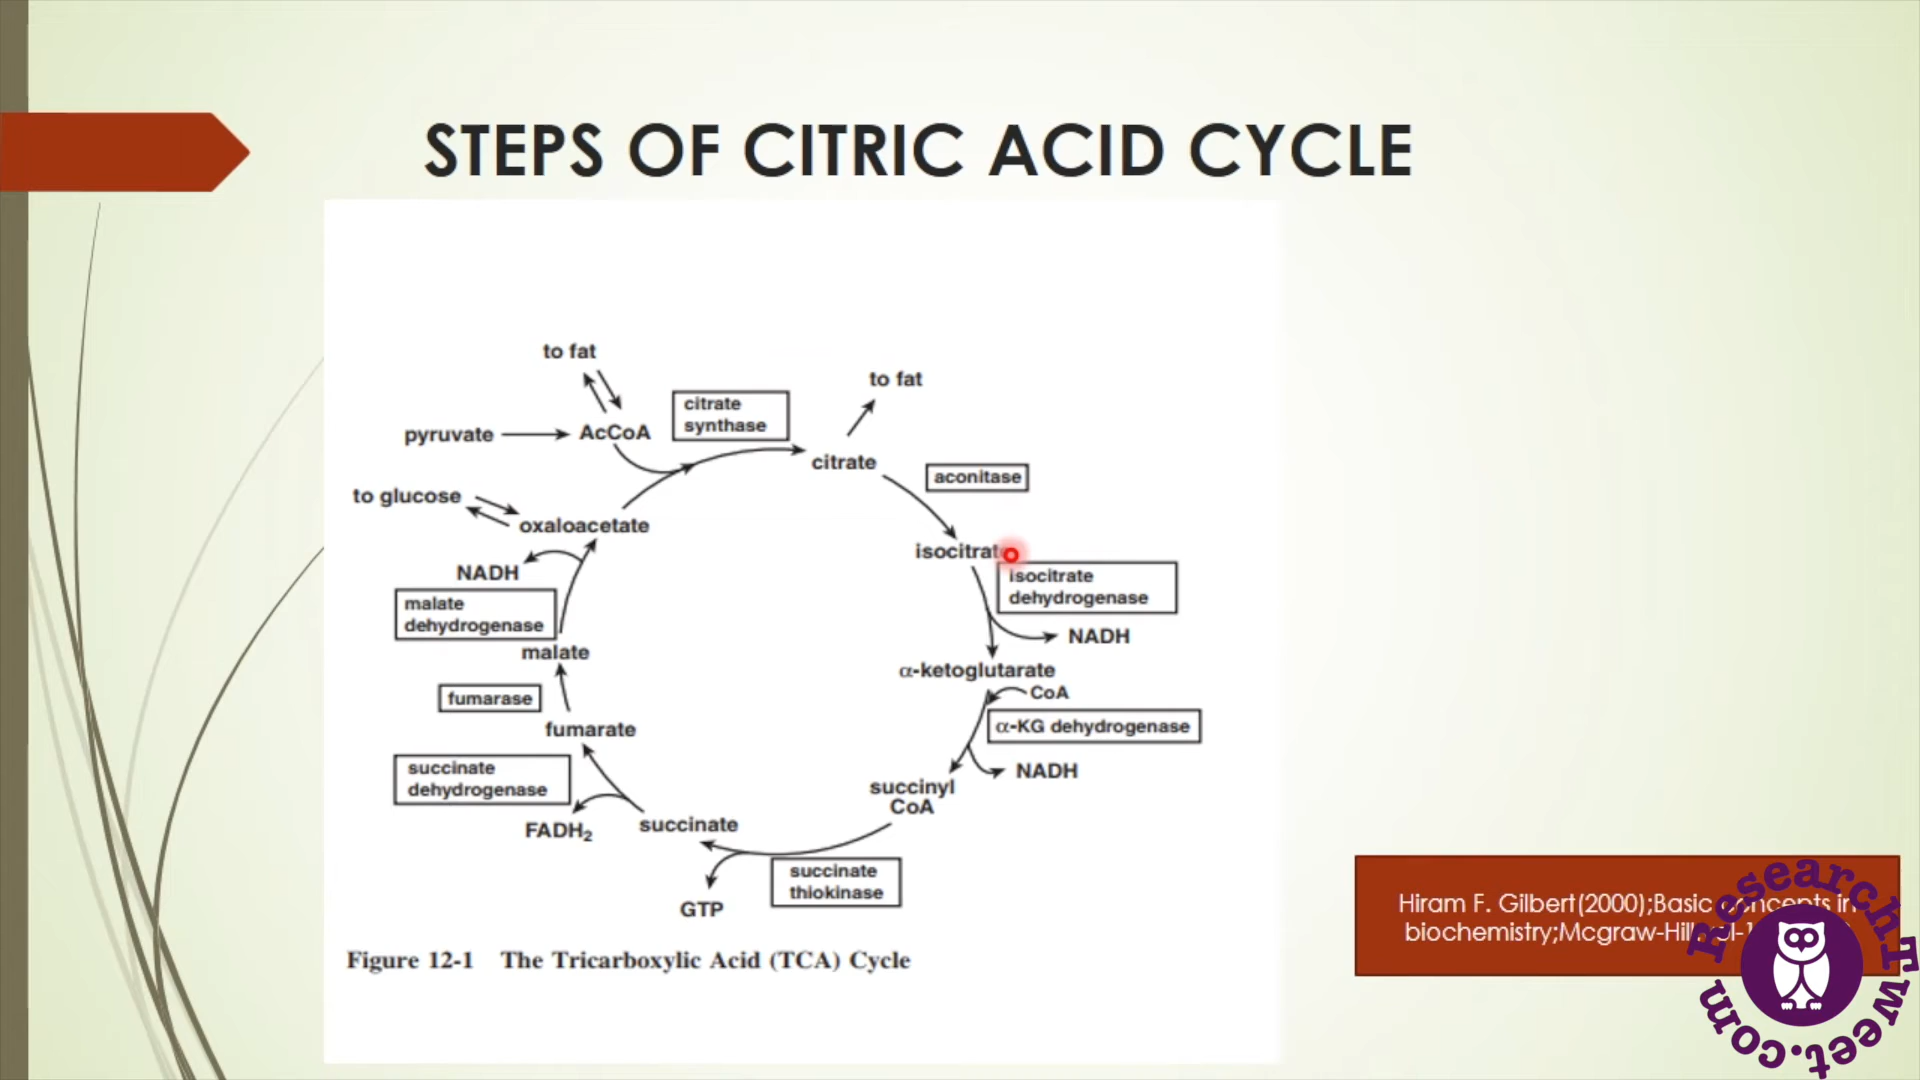 STEPS OF CITRIC ACID CYCLE
to fat
to fat
citrate
synthase
pyruvate
AcCoA
citrate
aconitase
to glucose
oxaloacetate
isocitrate
NADH
isocitrate
dehydrogenase
malate
dehydrogenase
NADH
malate
α-ketoglutarate
CoA
fumarase
α-KG dehydrogenase
fumarate
NADH
succinate
dehydrogenase
succinyl
CoA
FADH₂
succinate
succinate
thiokinase
GTP
Figure 12-1 The Tricarboxylic Acid (TCA) Cycle
Hiram F. Gilbert(2000);Basic concepts in
biochemistry;Mcgraw-Hill
ResearchTweet.com